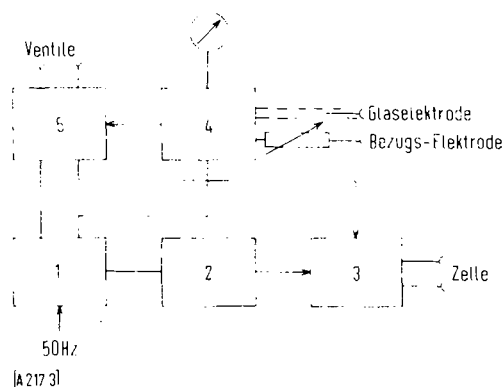 Ventile
5
4
Glaselektrode
Bezugs-Elektrode
1
2
3
Zelle
50Hz
[A 217.3]